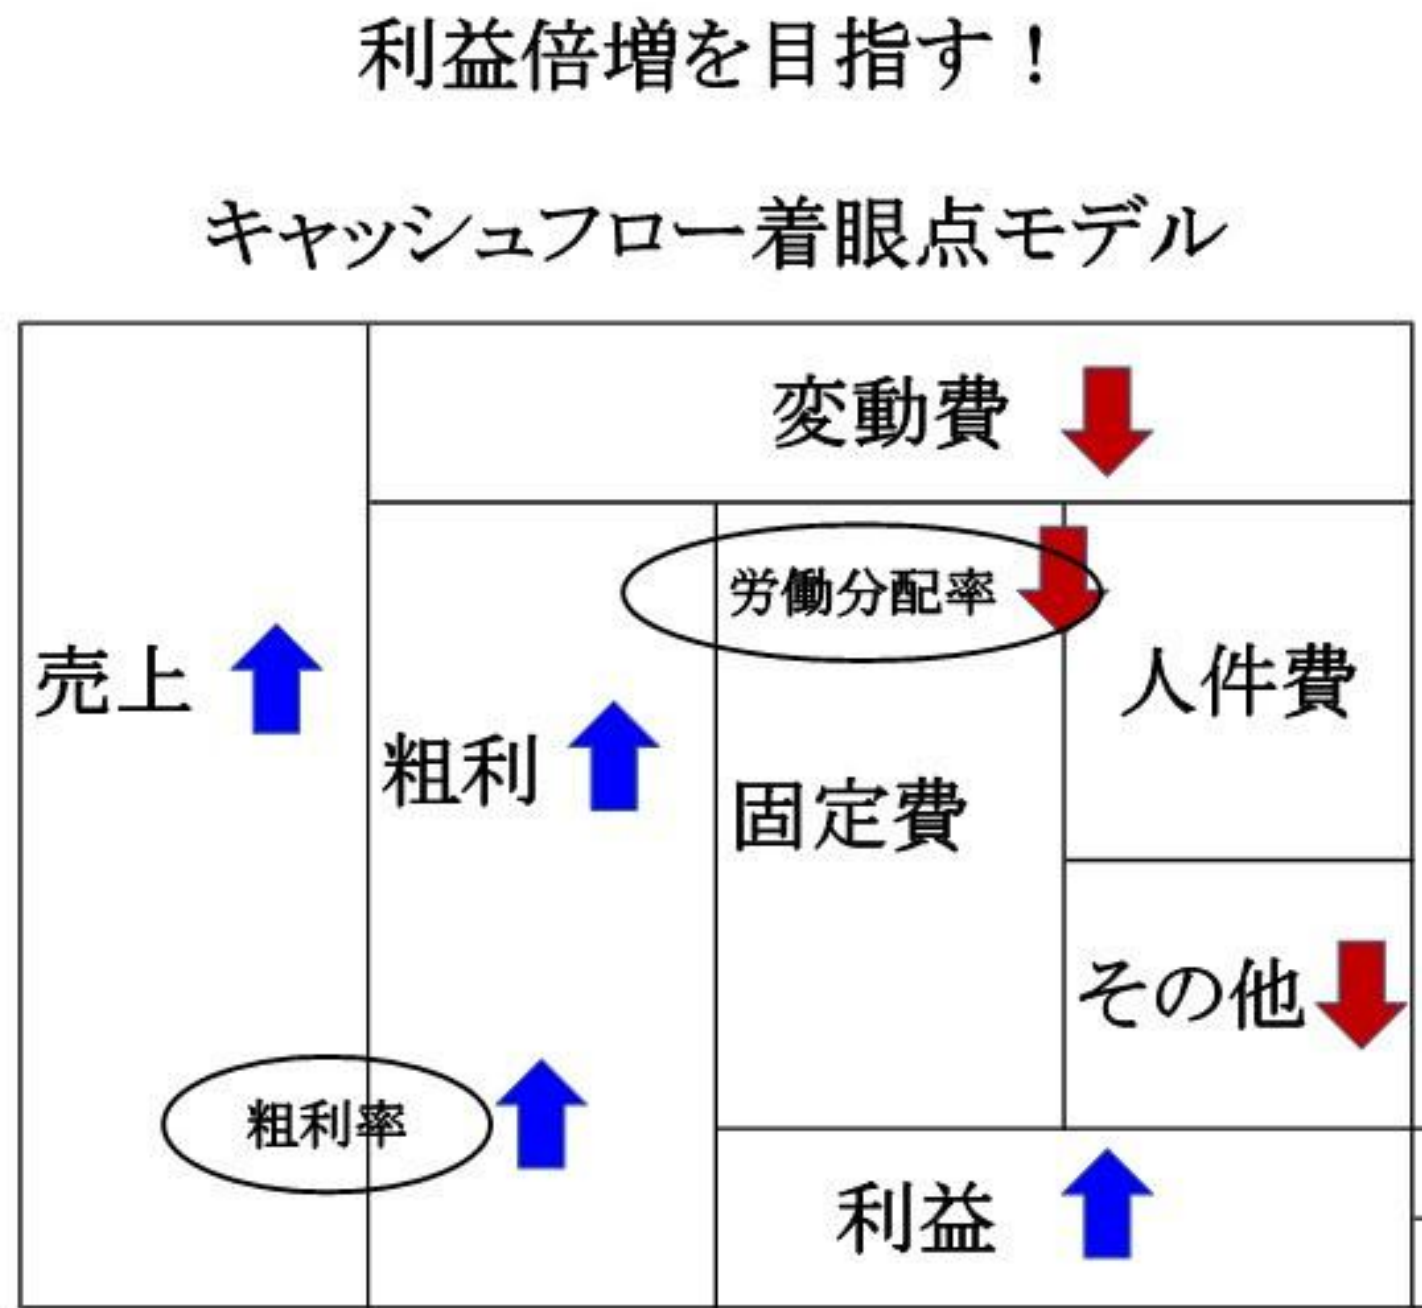 利益倍増を目指す！
キャッシュフロー着眼点モデル
変動費
労働分配率
売上
人件費
粗利
固定費
その他
粗利率
利益